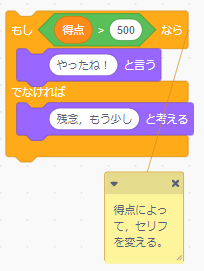 もし 得点 > 500 なら
やったね！ と言う
でなければ
残念，もう少し と考える
得点によっ
て，セリフ
を変える。